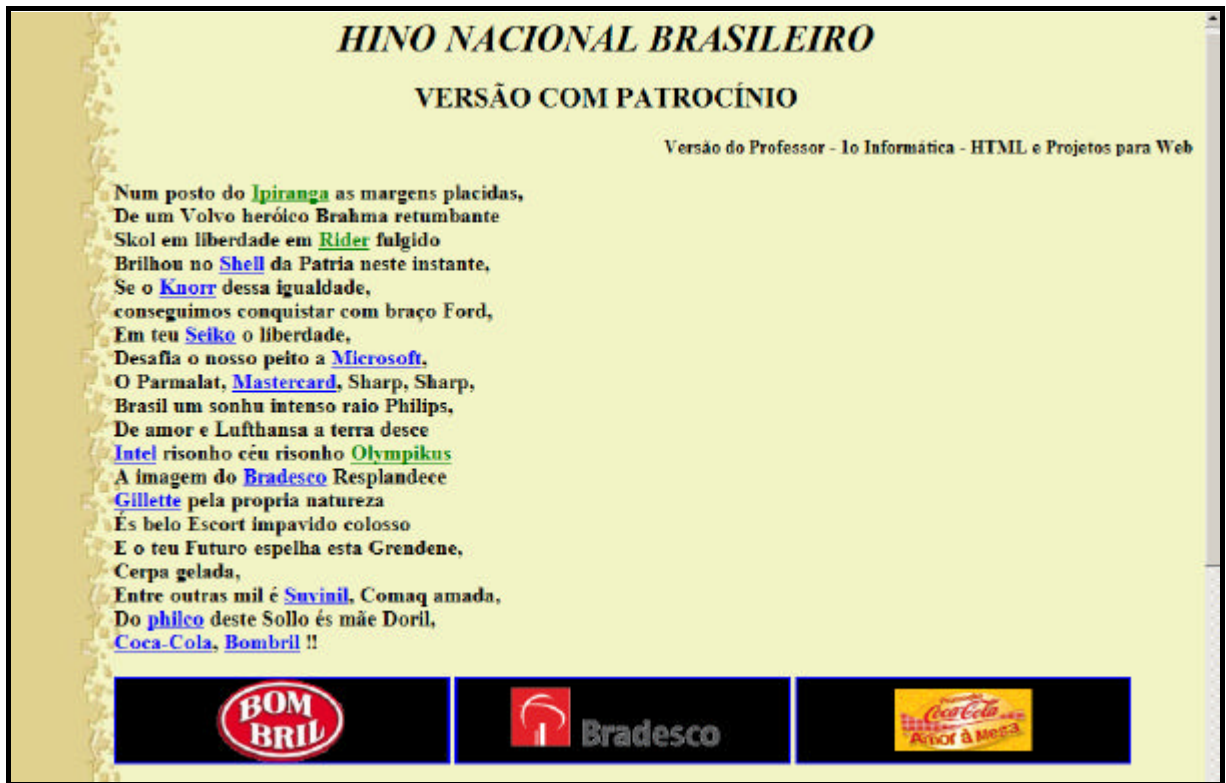 HINO NACIONAL BRASILEIRO
VERSÃO COM PATROCÍNIO
Versão do Professor - 1o Informática - HTML e Projetos para Web
Num posto do Ipiranga as margens placidas,
De um Volvo heróico Brahma retumbante
Skol em liberdade em Rider fulgido
Brilhou no Shell da Patria neste instante,
Se o Knorr dessa igualdade,
conseguimos conquistar com braço Ford,
Em teu Seiko o liberdade,
Desafia o nosso peito a Microsoft,
O Parmalat, Mastercard, Sharp, Sharp,
Brasil um sonhu intenso raio Philips,
De amor e Lufthansa a terra desce
Intel risonho céu risonho Olympikus
A imagem do Bradesco Resplandece
Gillette pela propria natureza
És belo Escort impavido colosso
E o teu Futuro espelha esta Grendene,
Cerpa gelada,
Entre outras mil é Suvinil, Comaq amada,
Do philco deste Sollo és mãe Doril,
Coca-Cola, Bombril !!
BOM BRIL
Bradesco
Coca-Cola
Amor à Mesa